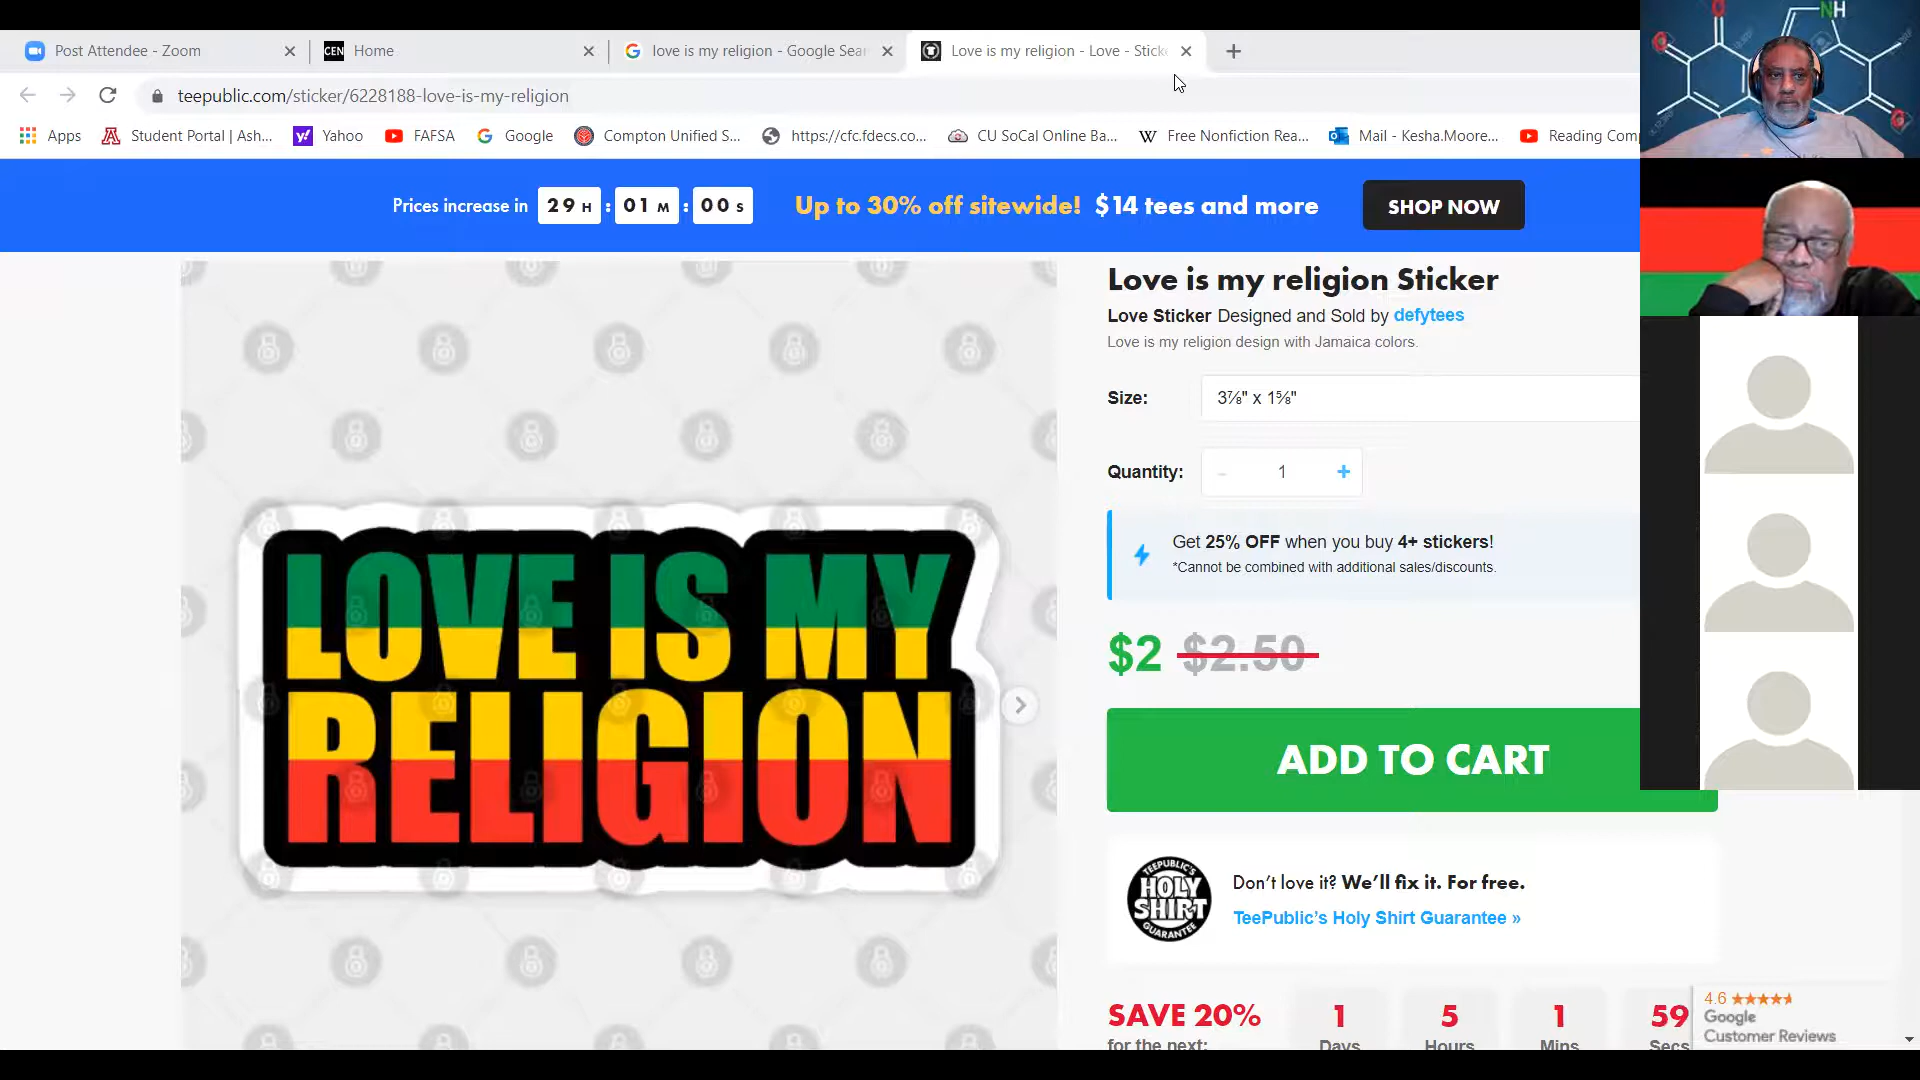 Post Attendee - Zoom
CEN Home
love is my religion - Google Sear
Love is my religion - Love - Sticke
teepublic.com/sticker/6228188-love-is-my-religion
Apps
Student Portal | Ash...
Yahoo
FAFSA
Google
Compton Unified S...
https://cfc.fdecs.co...
CU SoCal Online Ba...
W Free Nonfiction Rea...
Mail - Kesha.Moore...
Reading Com
NH
Prices increase in 29 H : 01 M : 00 S
Up to 30% off sitewide! $14 tees and more
SHOP NOW
Love is my religion Sticker
Love Sticker Designed and Sold by defytees
Love is my religion design with Jamaica colors.
Size: 3⅞" x 1⅝"
Quantity: - 1 +
Get 25% OFF when you buy 4+ stickers!
*Cannot be combined with additional sales/discounts.
LOVE IS MY
RELIGION
$2 $2.50
ADD TO CART
TEEPUBLIC'S
HOLY
SHIRT
GUARANTEE
Don't love it? We'll fix it. For free.
TeePublic's Holy Shirt Guarantee »
SAVE 20%
for the next:
1 5 1 59
Days Hours Mins Secs
4.6
Google
Customer Reviews